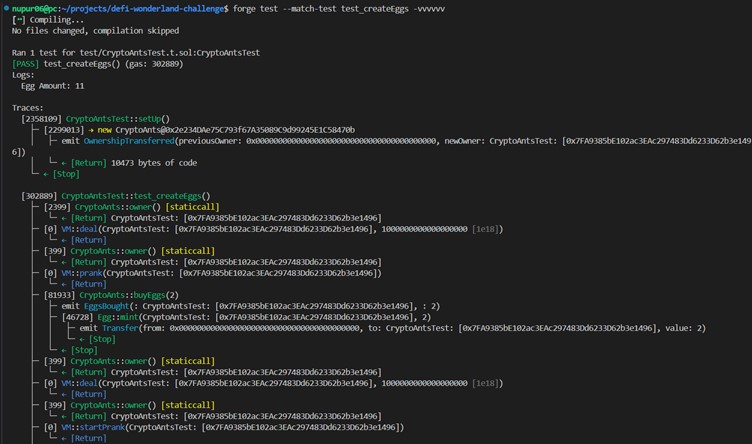 nupur06@pc:~/projects/defi-wonderland-challenge$ forge test --match-test test_createEggs -vvvvvv
[⠒] Compiling...
No files changed, compilation skipped

Ran 1 test for test/CryptoAntsTest.t.sol:CryptoAntsTest
[PASS] test_createEggs() (gas: 302889)
Logs:
  Egg Amount: 11

Traces:
  [2358109] CryptoAntsTest::setUp()
    ├─ [2299013] → new CryptoAnts@0x2e234DAe75C793f67A35089C9d99245E1C58470b
    │   ├─ emit OwnershipTransferred(previousOwner: 0x0000000000000000000000000000000000000000, newOwner: CryptoAntsTest: [0x7FA9385bE102ac3EAc297483Dd6233D62b3e149
6])
    │   └─ ← [Return] 10473 bytes of code
    └─ ← [Stop]

  [302889] CryptoAntsTest::test_createEggs()
    ├─ [2399] CryptoAnts::owner() [staticcall]
    │   └─ ← [Return] CryptoAntsTest: [0x7FA9385bE102ac3EAc297483Dd6233D62b3e1496]
    ├─ [0] VM::deal(CryptoAntsTest: [0x7FA9385bE102ac3EAc297483Dd6233D62b3e1496], 1000000000000000000 [1e18])
    │   └─ ← [Return]
    ├─ [399] CryptoAnts::owner() [staticcall]
    │   └─ ← [Return] CryptoAntsTest: [0x7FA9385bE102ac3EAc297483Dd6233D62b3e1496]
    ├─ [0] VM::prank(CryptoAntsTest: [0x7FA9385bE102ac3EAc297483Dd6233D62b3e1496])
    │   └─ ← [Return]
    ├─ [81933] CryptoAnts::buyEggs(2)
    │   ├─ emit EggsBought(: CryptoAntsTest: [0x7FA9385bE102ac3EAc297483Dd6233D62b3e1496], : 2)
    │   ├─ [46728] Egg::mint(CryptoAntsTest: [0x7FA9385bE102ac3EAc297483Dd6233D62b3e1496], 2)
    │   │   ├─ emit Transfer(from: 0x0000000000000000000000000000000000000000, to: CryptoAntsTest: [0x7FA9385bE102ac3EAc297483Dd6233D62b3e1496], value: 2)
    │   │   └─ ← [Stop]
    │   └─ ← [Stop]
    ├─ [399] CryptoAnts::owner() [staticcall]
    │   └─ ← [Return] CryptoAntsTest: [0x7FA9385bE102ac3EAc297483Dd6233D62b3e1496]
    ├─ [0] VM::deal(CryptoAntsTest: [0x7FA9385bE102ac3EAc297483Dd6233D62b3e1496], 1000000000000000000 [1e18])
    │   └─ ← [Return]
    ├─ [399] CryptoAnts::owner() [staticcall]
    │   └─ ← [Return] CryptoAntsTest: [0x7FA9385bE102ac3EAc297483Dd6233D62b3e1496]
    ├─ [0] VM::startPrank(CryptoAntsTest: [0x7FA9385bE102ac3EAc297483Dd6233D62b3e1496])
    │   └─ ← [Return]